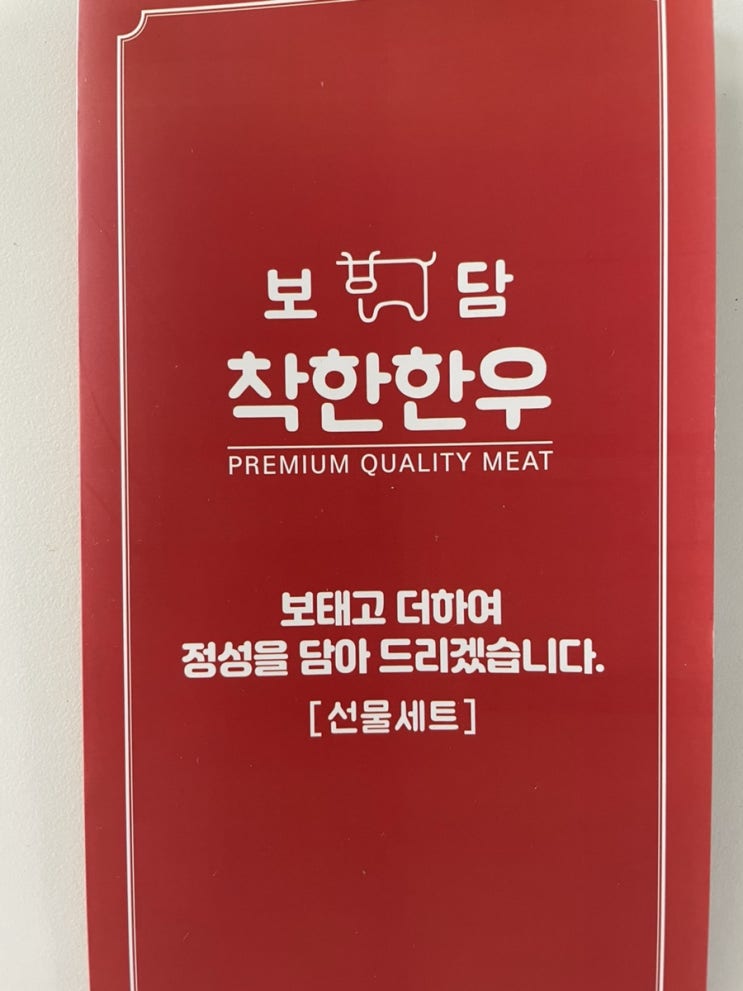 보 담
착한한우
PREMIUM QUALITY MEAT
보태고 더하여
정성을 담아 드리겠습니다.
[선물세트]